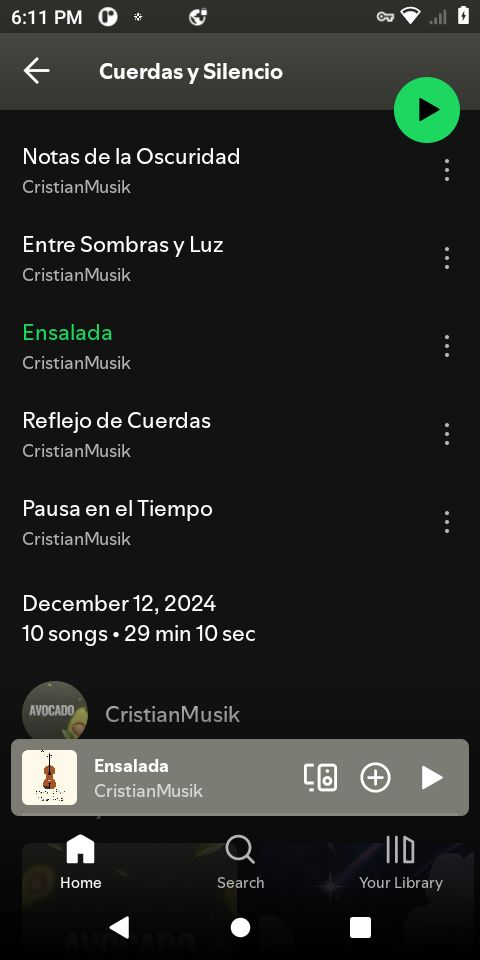 6:11 PM
Cuerdas y Silencio
Notas de la Oscuridad
CristianMusik
Entre Sombras y Luz
CristianMusik
Ensalada
CristianMusik
Reflejo de Cuerdas
CristianMusik
Pausa en el Tiempo
CristianMusik
December 12, 2024
10 songs • 29 min 10 sec
AVOCADO
CristianMusik
Ensalada
CristianMusik
Home
Search
Your Library
AVOCADO